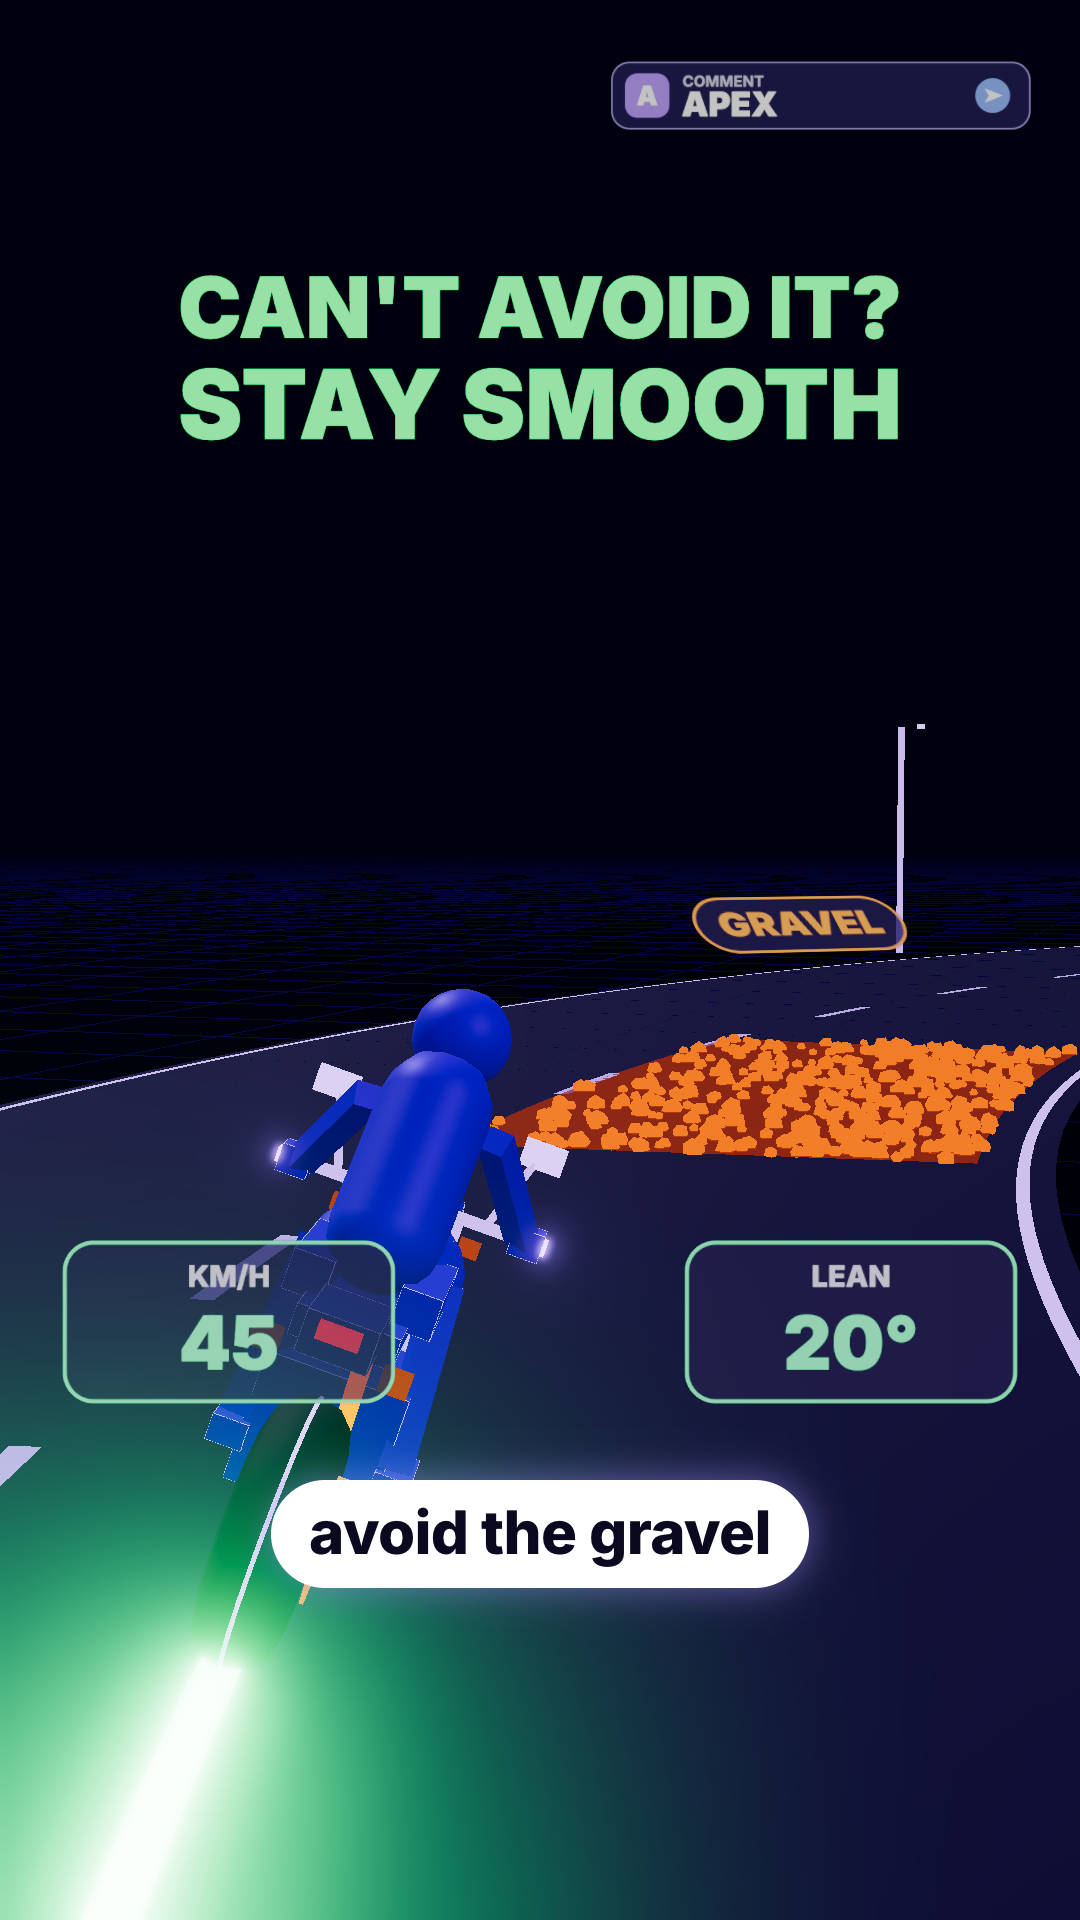 A
COMMENT
APEX
CAN'T AVOID IT?
STAY SMOOTH
GRAVEL
KM/H
45
LEAN
20°
avoid the gravel